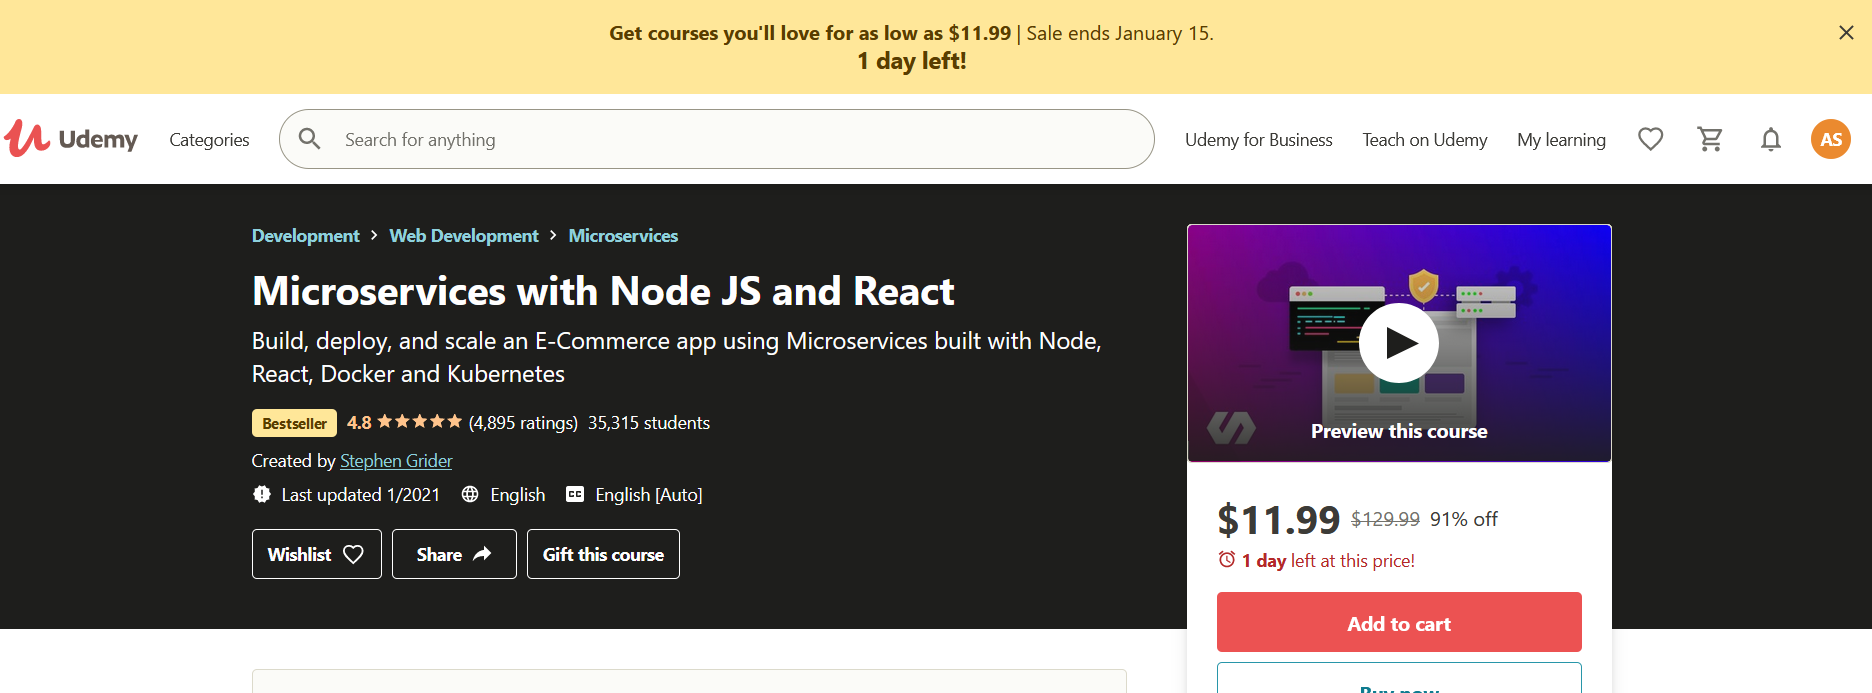 Get courses you'll love for as low as $11.99 | Sale ends January 15.
1 day left!
Udemy
Categories
Search for anything
Udemy for Business
Teach on Udemy
My learning
AS
Development > Web Development > Microservices
Microservices with Node JS and React
Build, deploy, and scale an E-Commerce app using Microservices built with Node,
React, Docker and Kubernetes
Bestseller 4.8 (4,895 ratings) 35,315 students
Created by Stephen Grider
Last updated 1/2021 English CC English [Auto]
Wishlist Share Gift this course
Preview this course
$11.99 $129.99 91% off
1 day left at this price!
Add to cart
Buy now